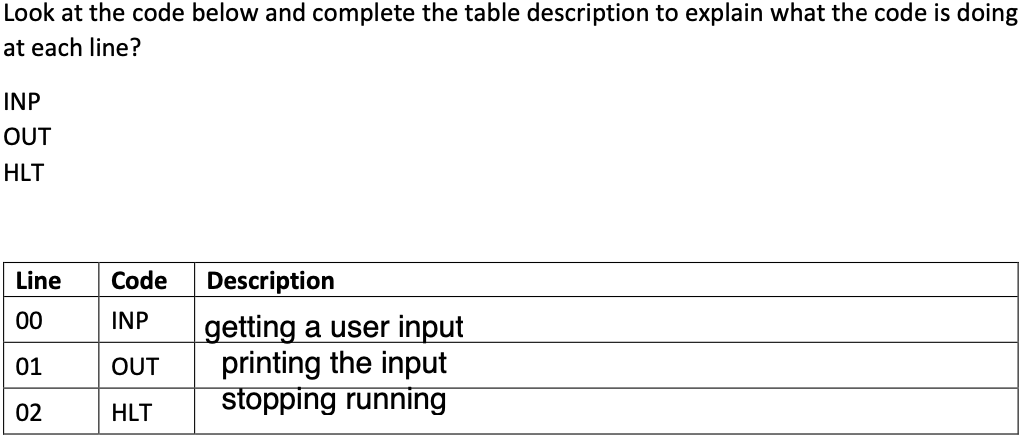 Look at the code below and complete the table description to explain what the code is doing
at each line?
INP
OUT
HLT
Line Code Description
00 INP getting a user input
01 OUT printing the input
02 HLT stopping running